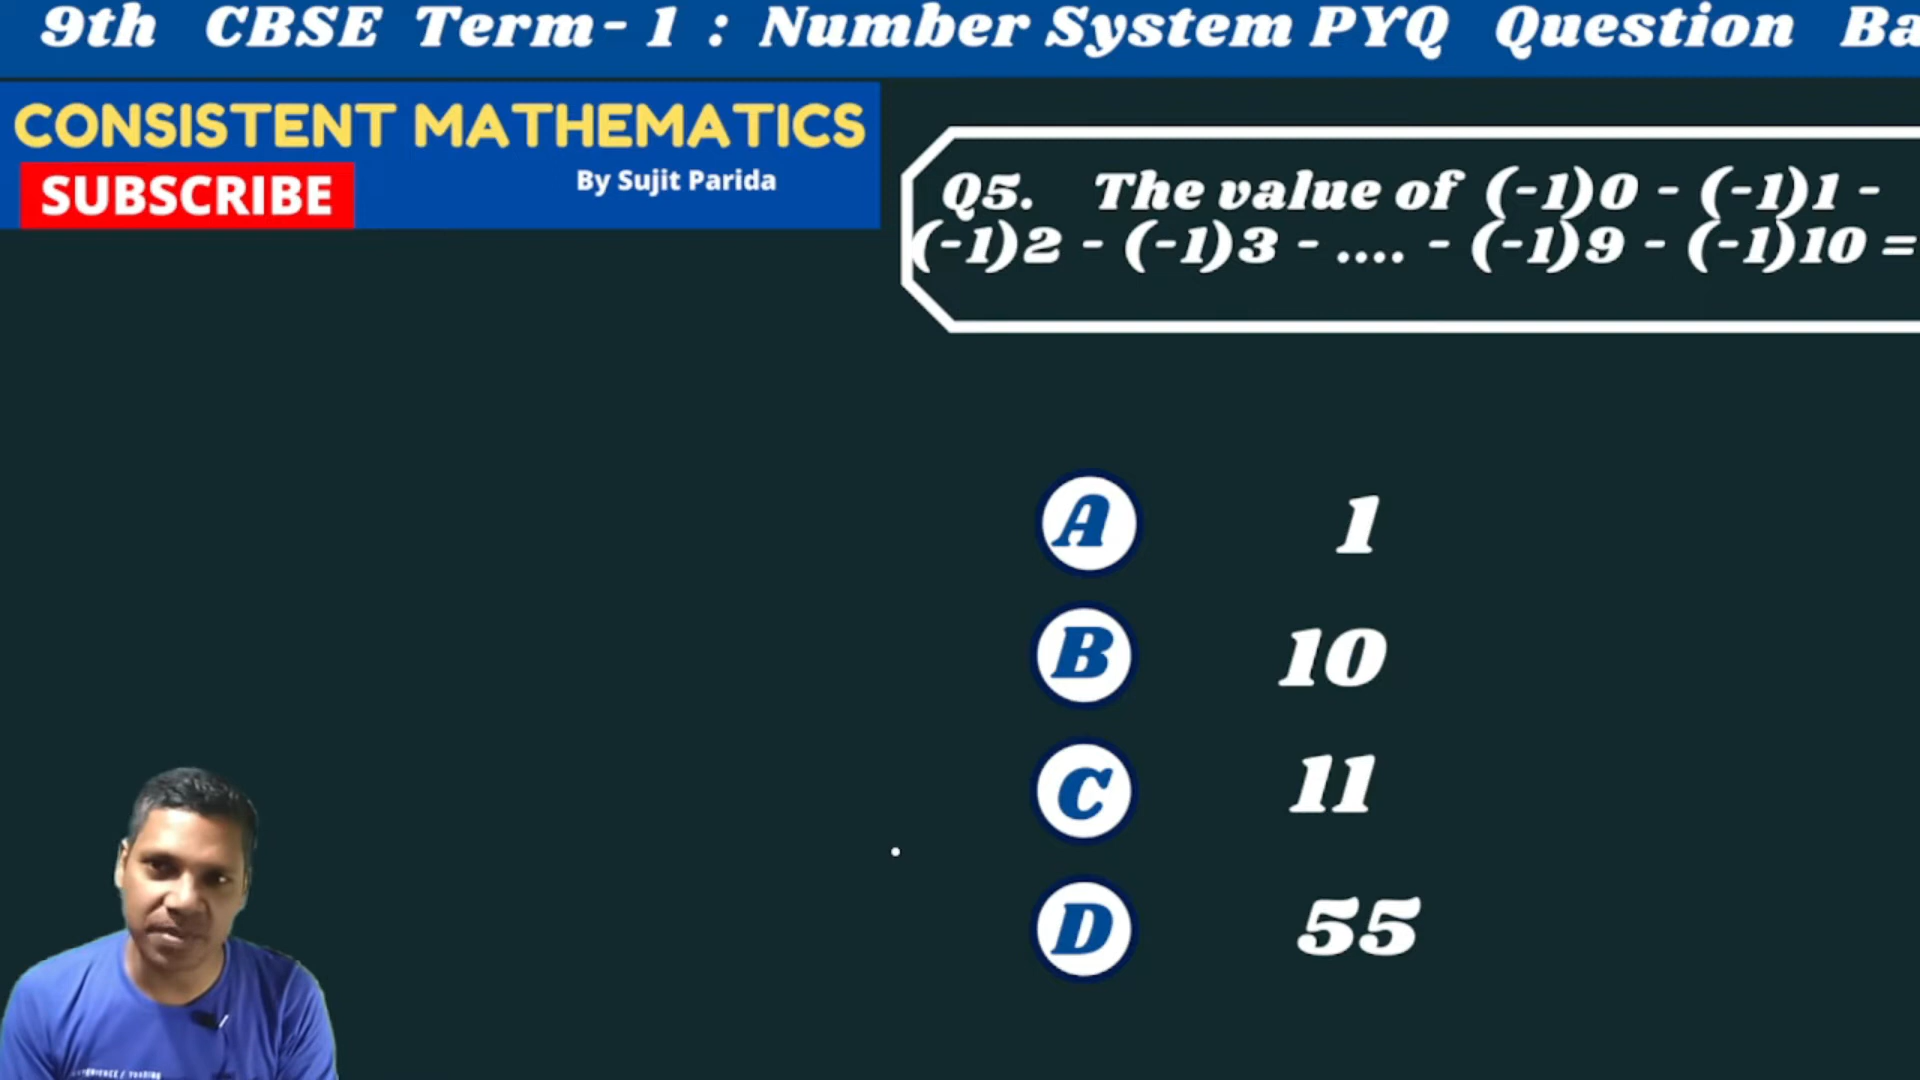 9th CBSE Term- 1 : Number System PYQ Question Ba
CONSISTENT MATHEMATICS
SUBSCRIBE
By Sujit Parida
Q5. The value of (-1)0 - (-1)1 -
(-1)2 - (-1)3 - .... - (-1)9 - (-1)10 =
A 1
B 10
C 11
D 55